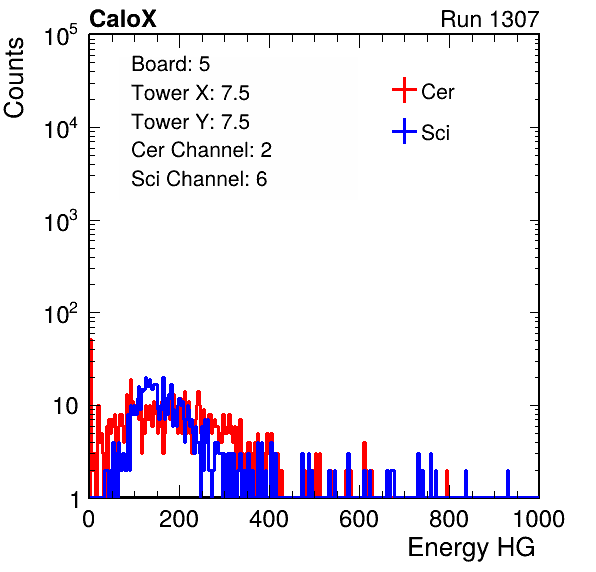 CaloX Run 1307
10^5
Counts
Board: 5
Tower X: 7.5
Tower Y: 7.5
Cer Channel: 2
Sci Channel: 6
Cer
Sci
10^4
10^3
10^2
10
1
0 200 400 600 800 1000
Energy HG